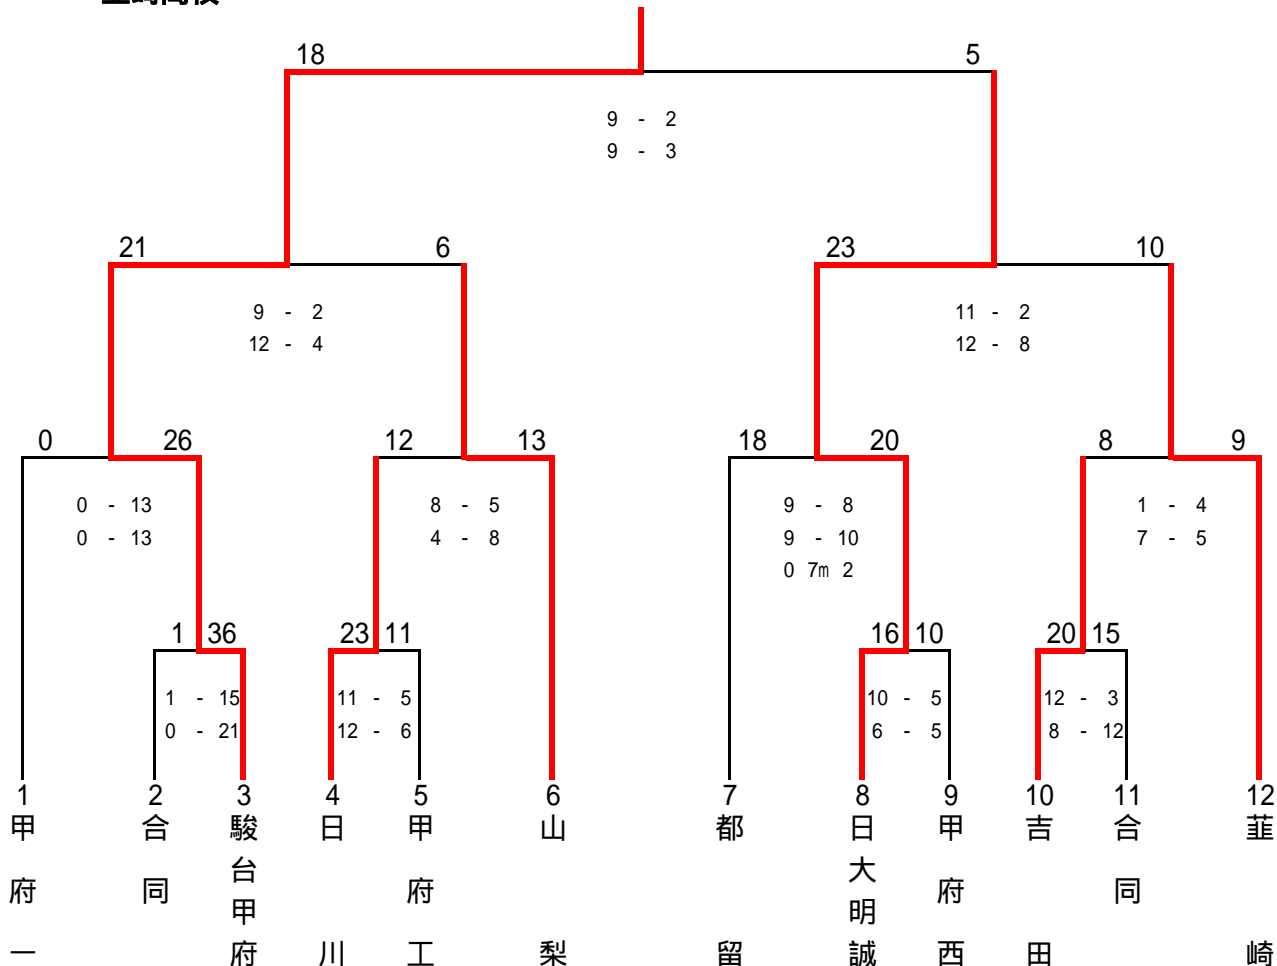 18 5
9 - 2
9 - 3
21 6 23 10
9 - 2 11 - 2
12 - 4 12 - 8
0 26 12 13 18 20 8 9
0 - 13 8 - 5 9 - 8 1 - 4
0 - 13 4 - 8 9 - 10 7 - 5
0 7m 2
1 36 23 11 16 10 20 15
1 - 15 11 - 5 10 - 5 12 - 3
0 - 21 12 - 6 6 - 5 8 - 12
1 2 3 4 5 6 7 8 9 10 11 12
甲府一
合同
駿台甲府
日川
甲府工
山梨
都留
日大明誠
甲府西
吉田
合同
韮崎